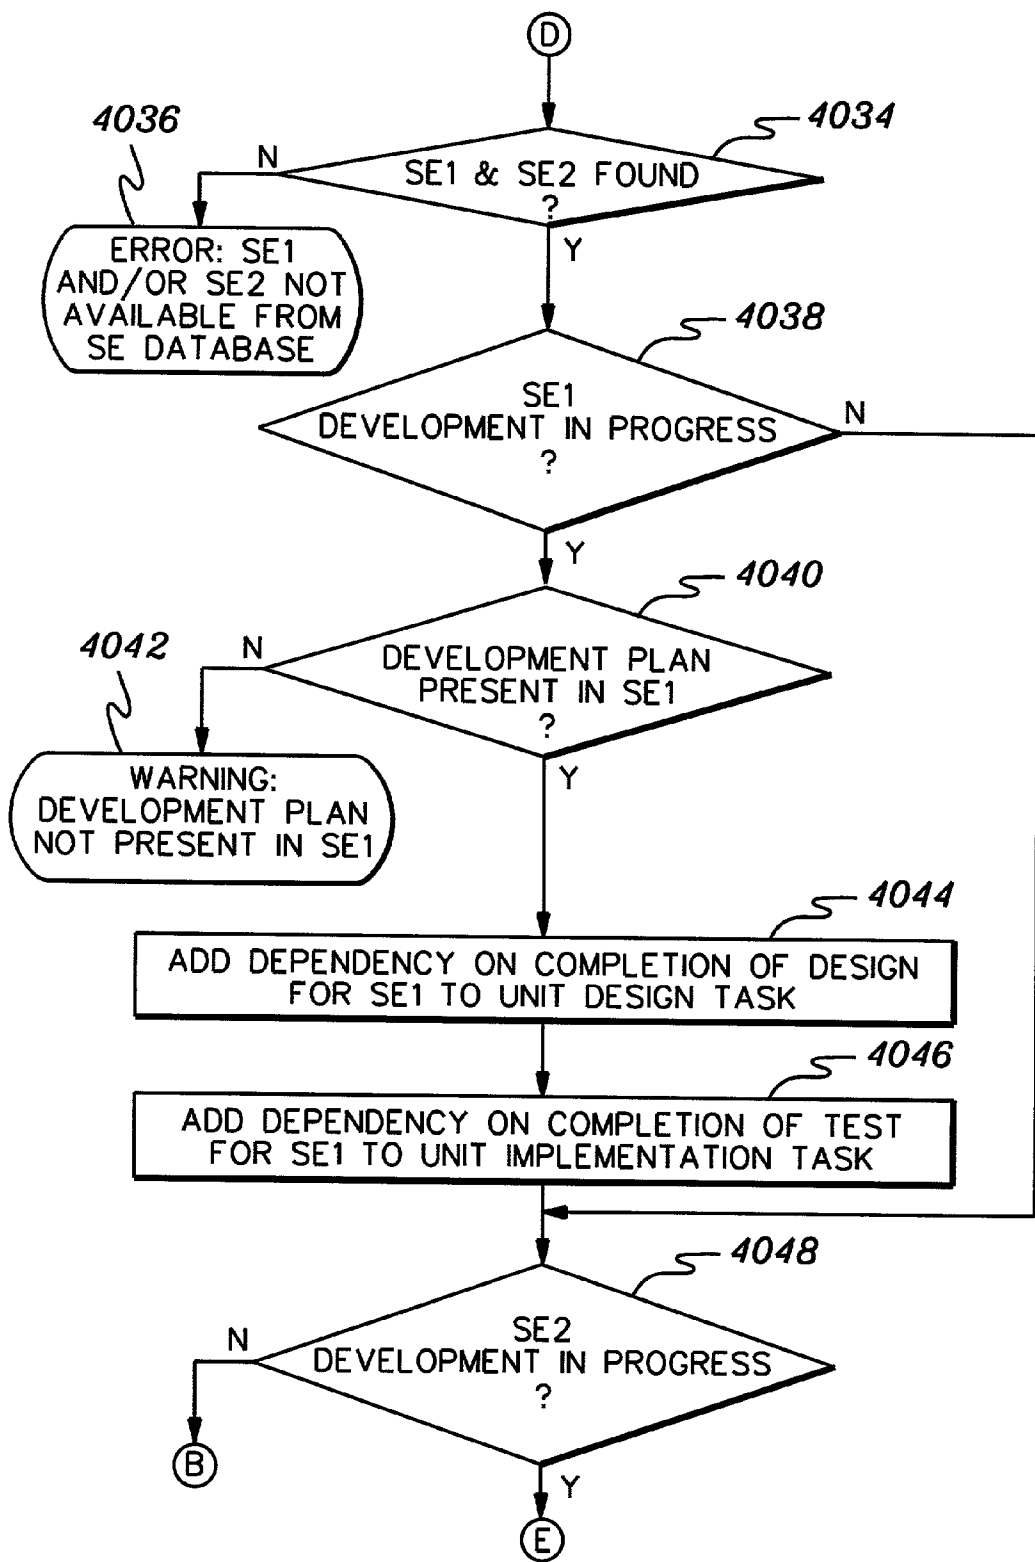 D
4034
SE1 & SE2 FOUND
?
N
Y
4036
ERROR: SE1
AND/OR SE2 NOT
AVAILABLE FROM
SE DATABASE
4038
SE1
DEVELOPMENT IN PROGRESS
?
N
Y
4040
DEVELOPMENT PLAN
PRESENT IN SE1
?
N
Y
4042
WARNING:
DEVELOPMENT PLAN
NOT PRESENT IN SE1
4044
ADD DEPENDENCY ON COMPLETION OF DESIGN
FOR SE1 TO UNIT DESIGN TASK
4046
ADD DEPENDENCY ON COMPLETION OF TEST
FOR SE1 TO UNIT IMPLEMENTATION TASK
4048
SE2
DEVELOPMENT IN PROGRESS
?
N
B
Y
E